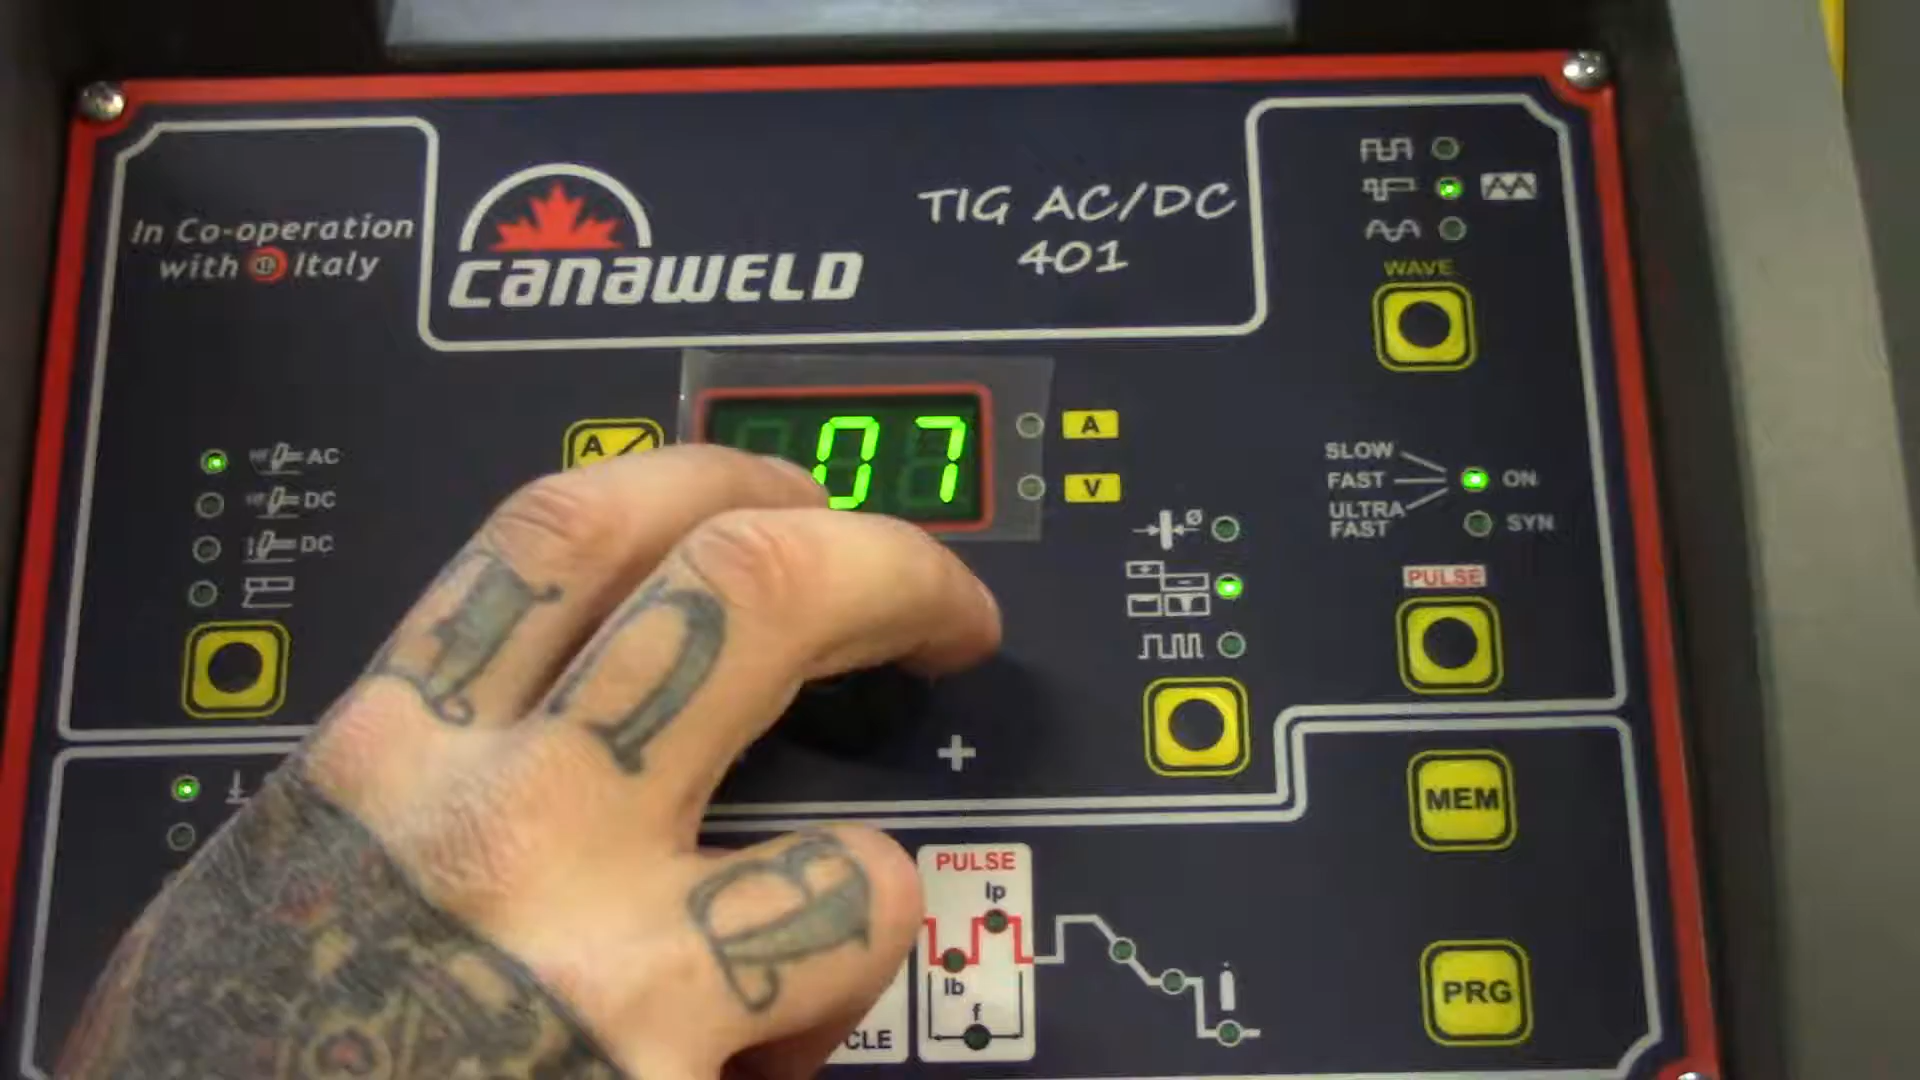 In Co-operation
with Italy
CANAWELD
TIG AC/DC
401
WAVE
A
07
A
V
AC
DC
DC
SLOW
FAST
ULTRA
FAST
ON
SYN
PULSE
+
MEM
PULSE
Ip
Ib
f
CLE
PRG